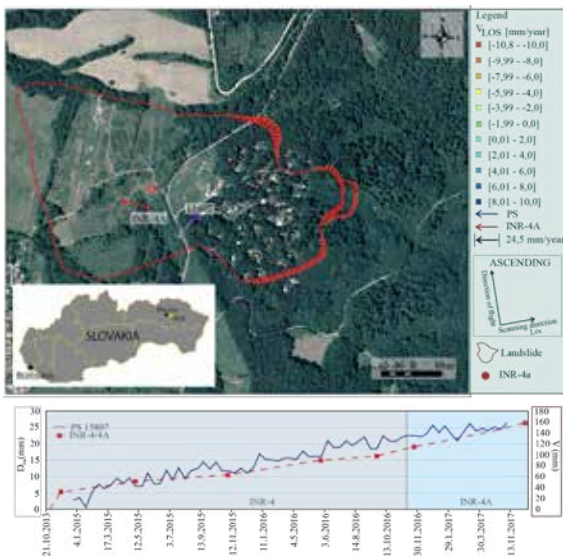 Legend
V LOS [mm/year]
[-10,8 - -10,0]
[-9,99 - -8,0]
[-7,99 - -6,0]
[-5,99 - -4,0]
[-3,99 - -2,0]
[-1,99 - 0,0]
[0,01 - 2,0]
[2,01 - 4,0]
[4,01 - 6,0]
[6,01 - 8,0]
[8,01 - 10,0]
PS
INR-4A
24,5 mm/year
ASCENDING
Direction of flight
Scanning direction
Los
Landslide
INR-4a
INR-4A
SLOVAKIA
PS 15807
INR-4/4A
INR-4
INR-4A
30
25
20
15
10
5
0
(mm)
160
140
120
100
80
60
40
20
0
V (mm)
21.10.2013
4.1.2015
17.3.2015
12.5.2015
3.7.2015
13.9.2015
12.11.2015
11.1.2016
4.5.2016
3.6.2016
14.8.2016
1.10.2016
30.11.2016
29.1.2017
30.3.2017
1.11.2017